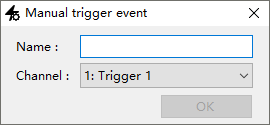 Manual trigger event
Name :
Channel : 1: Trigger 1
OK